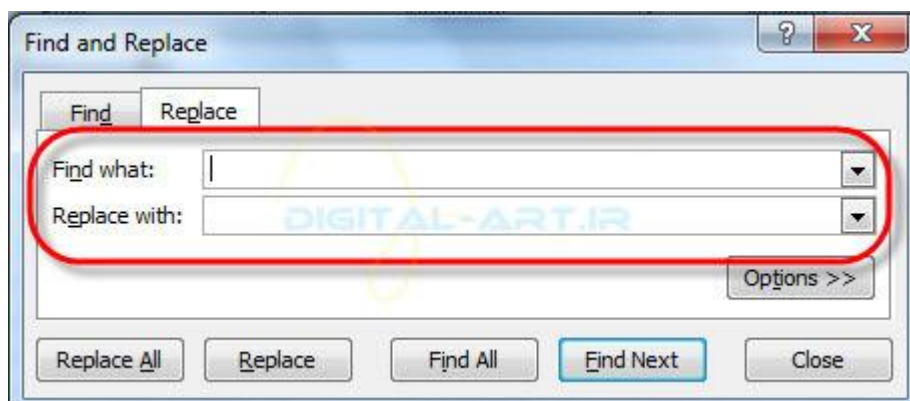 Find and Replace
Find Replace
Find what:
Replace with:
DIGITAL-ART.IR
Options >>
Replace All Replace Find All Find Next Close